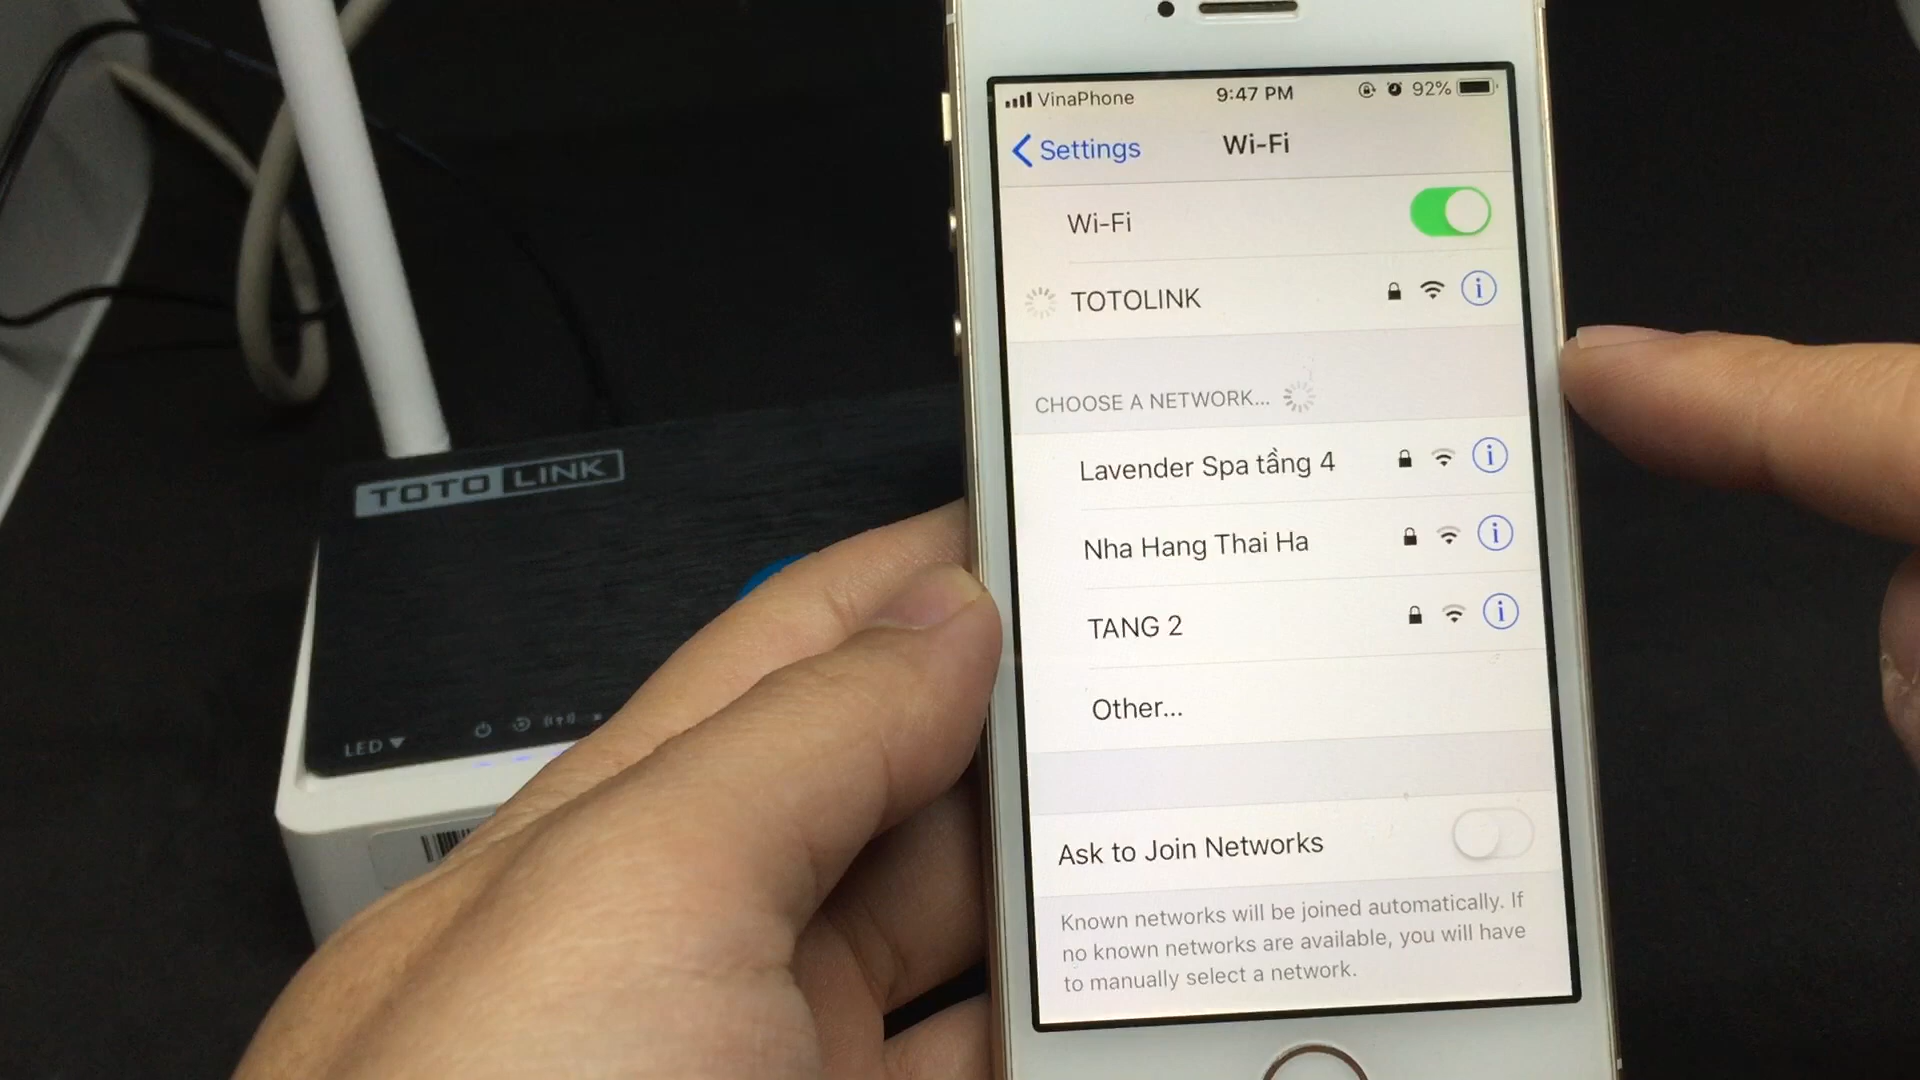 VinaPhone 9:47 PM 92%
Settings Wi-Fi
Wi-Fi
TOTOLINK
CHOOSE A NETWORK...
Lavender Spa tầng 4
Nha Hang Thai Ha
TANG 2
Other...
Ask to Join Networks
Known networks will be joined automatically. If
no known networks are available, you will have
to manually select a network.
TOTO LINK
LED